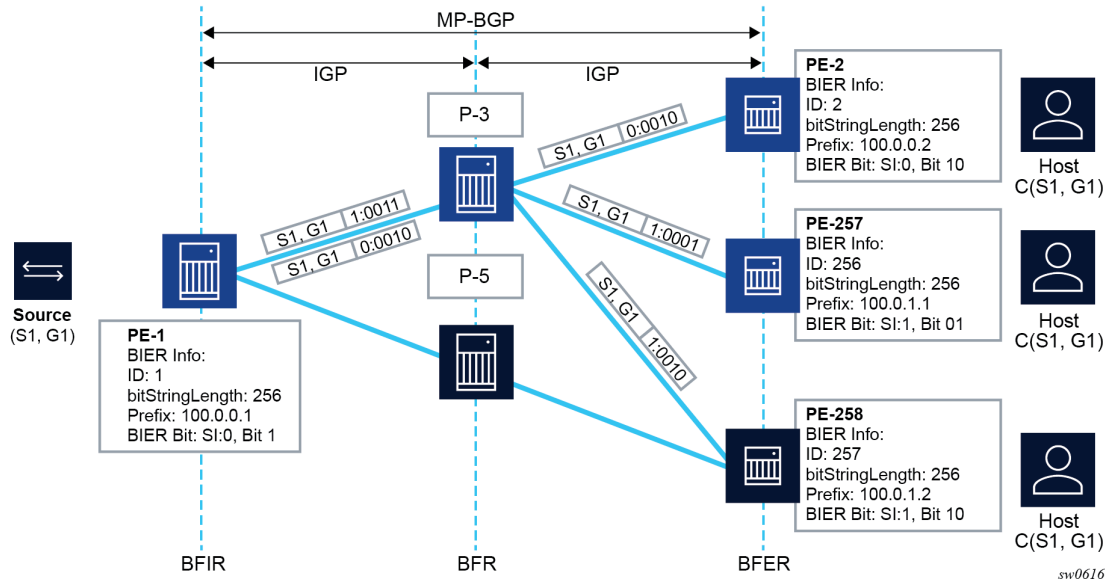 MP-BGP
IGP
IGP
P-3
P-5
Source
(S1, G1)
PE-1
BIER Info:
ID: 1
bitStringLength: 256
Prefix: 100.0.0.1
BIER Bit: SI:0, Bit 1
S1, G1 1:0011
S1, G1 0:0010
S1, G1 0:0010
S1, G1 1:0001
S1, G1 1:0010
PE-2
BIER Info:
ID: 2
bitStringLength: 256
Prefix: 100.0.0.2
BIER Bit: SI:0, Bit 10
Host
C(S1, G1)
PE-257
BIER Info:
ID: 256
bitStringLength: 256
Prefix: 100.0.1.1
BIER Bit: SI:1, Bit 01
Host
C(S1, G1)
PE-258
BIER Info:
ID: 257
bitStringLength: 256
Prefix: 100.0.1.2
BIER Bit: SI:1, Bit 10
Host
C(S1, G1)
BFIR
BFR
BFER
sw0616